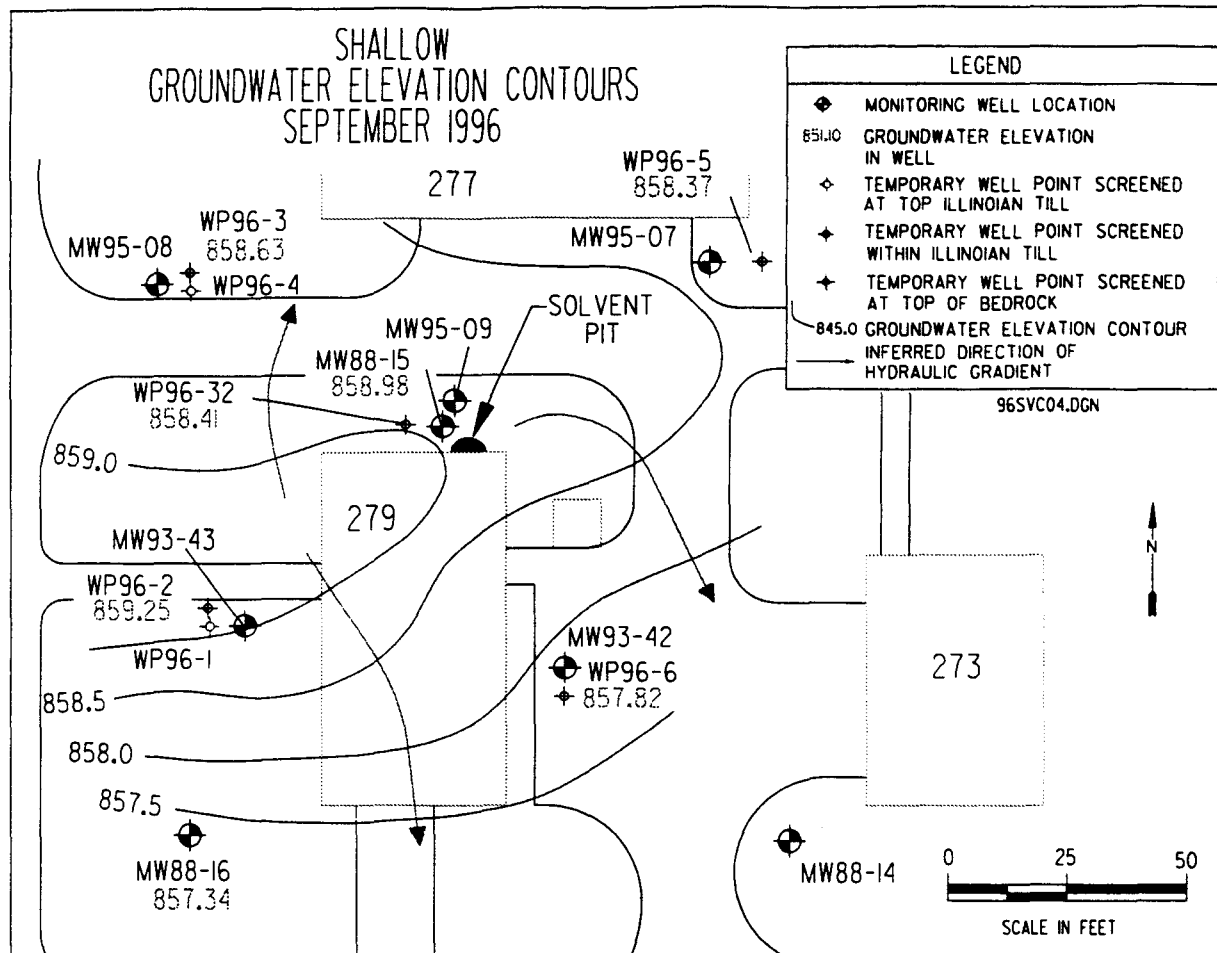 SHALLOW
GROUNDWATER ELEVATION CONTOURS
SEPTEMBER 1996
LEGEND
MONITORING WELL LOCATION
851.10 GROUNDWATER ELEVATION
IN WELL
TEMPORARY WELL POINT SCREENED
AT TOP ILLINOIAN TILL
TEMPORARY WELL POINT SCREENED
WITHIN ILLINOIAN TILL
TEMPORARY WELL POINT SCREENED
AT TOP OF BEDROCK
845.0 GROUNDWATER ELEVATION CONTOUR
INFERRED DIRECTION OF
HYDRAULIC GRADIENT
96SVC04.DGN
277
WP96-5
858.37
WP96-3
858.63
MW95-08
WP96-4
MW95-07
SOLVENT
PIT
MW95-09
MW88-15
858.98
WP96-32
858.41
859.0
279
MW93-43
WP96-2
859.25
WP96-1
N
MW93-42
WP96-6
857.82
273
858.5
858.0
857.5
MW88-16
857.34
MW88-14
0 25 50
SCALE IN FEET